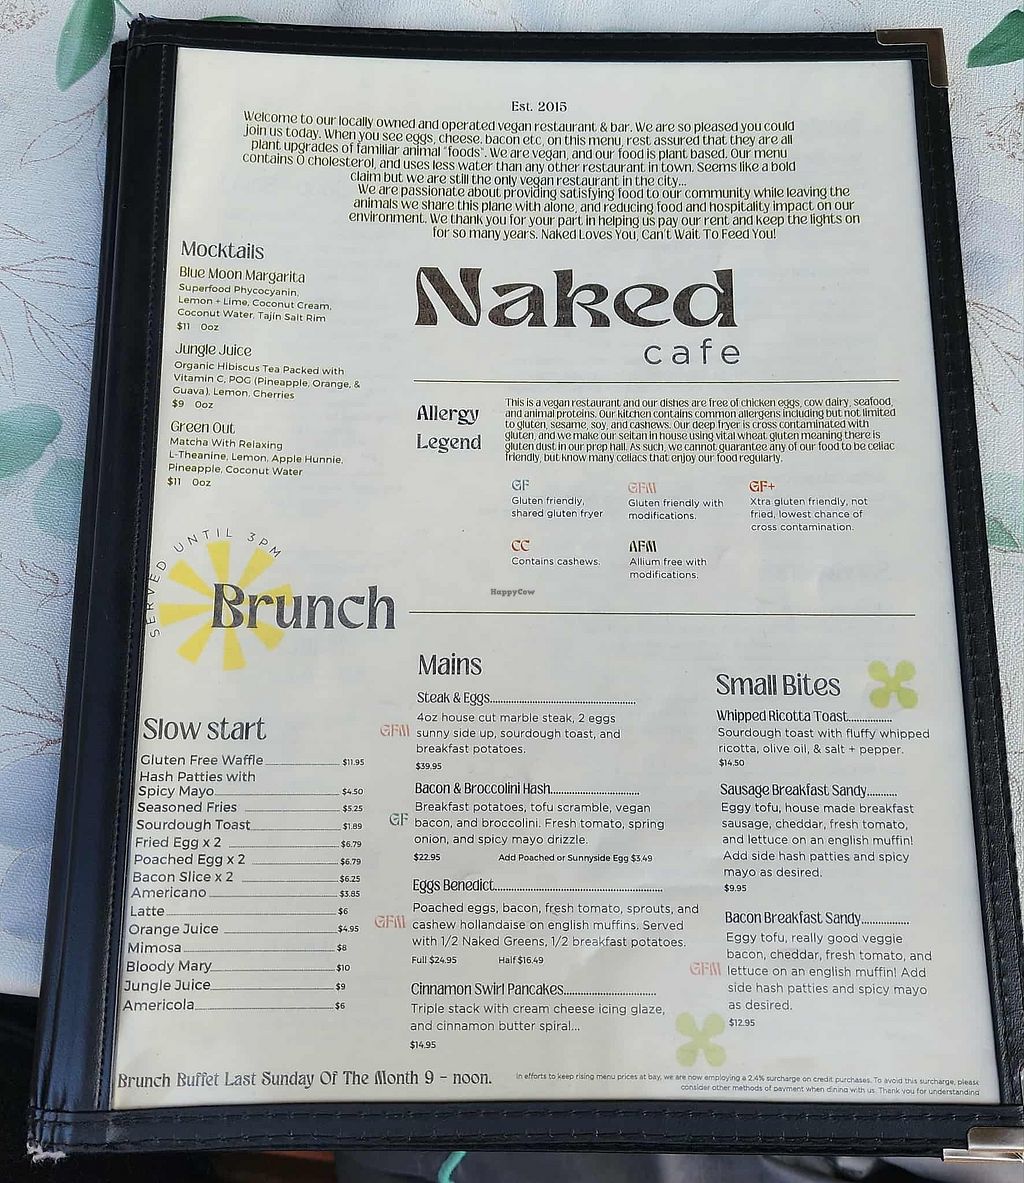 Est. 2015
Welcome to our locally owned and operated vegan restaurant & bar. We are so pleased you could
join us today. When you see eggs, cheese, bacon etc, on this menu, rest assured that they are all
plant upgrades of familiar animal "foods". We are vegan, and our food is plant based. Our menu
contains 0 cholesterol, and uses less water than any other restaurant in town. Seems like a bold
claim but we are still the only vegan restaurant in the city...
We are passionate about providing satisfying food to our community while leaving the
animals we share this plane with alone, and reducing food and hospitality impact on our
environment. We thank you for your part in helping us pay our rent and keep the lights on
for so many years. Naked Loves You, Can't Wait To Feed You!
Mocktails
Blue Moon Margarita
Superfood Phycocyanin,
Lemon + Lime, Coconut Cream,
Coconut Water, Tajín Salt Rim
$11 0oz
Jungle Juice
Organic Hibiscus Tea Packed with
Vitamin C, POG (Pineapple, Orange, &
Guava), Lemon, Cherries
$9 0oz
Green Out
Matcha With Relaxing
L-Theanine, Lemon, Apple Hunnie,
Pineapple, Coconut Water
$11 0oz
Naked
cafe
Allergy
Legend
This is a vegan restaurant and our dishes are free of chicken eggs, cow dairy, seafood,
and animal proteins. Our kitchen contains common allergens including but not limited
to gluten, sesame, soy, and cashews. Our deep fryer is cross contaminated with
gluten, and we make our seitan in house using vital wheat gluten meaning there is
gluten dust in our prep hall. As such, we cannot guarantee any of our food to be celiac
friendly, but know many celiacs that enjoy our food regularly.
GF
Gluten friendly,
shared gluten fryer
GFM
Gluten friendly with
modifications.
GF+
Xtra gluten friendly, not
fried, lowest chance of
cross contamination.
CC
Contains cashews.
AFM
Allium free with
modifications.
HappyCow
SERVED UNTIL 3PM
Brunch
Slow start
Gluten Free Waffle $11.95
Hash Patties with
Spicy Mayo $4.50
Seasoned Fries $5.25
Sourdough Toast $1.89
Fried Egg x 2 $6.79
Poached Egg x 2 $6.79
Bacon Slice x 2 $6.25
Americano $3.85
Latte $6
Orange Juice $4.95
Mimosa $8
Bloody Mary $10
Jungle Juice $9
Americola $6
Mains
Steak & Eggs
GFM 4oz house cut marble steak, 2 eggs
sunny side up, sourdough toast, and
breakfast potatoes.
$39.95
Bacon & Broccolini Hash
GF Breakfast potatoes, tofu scramble, vegan
bacon, and broccolini. Fresh tomato, spring
onion, and spicy mayo drizzle.
$22.95 Add Poached or Sunnyside Egg $3.49
Eggs Benedict
Poached eggs, bacon, fresh tomato, sprouts, and
GFM cashew hollandaise on english muffins. Served
with 1/2 Naked Greens, 1/2 breakfast potatoes.
Full $24.95 Half $16.49
Cinnamon Swirl Pancakes
Triple stack with cream cheese icing glaze,
and cinnamon butter spiral...
$14.95
Small Bites
Whipped Ricotta Toast
Sourdough toast with fluffy whipped
ricotta, olive oil, & salt + pepper.
$14.50
Sausage Breakfast Sandy
Eggy tofu, house made breakfast
sausage, cheddar, fresh tomato,
and lettuce on an english muffin!
Add side hash patties and spicy
mayo as desired.
$9.95
Bacon Breakfast Sandy
Eggy tofu, really good veggie
bacon, cheddar, fresh tomato, and
GFM lettuce on an english muffin! Add
side hash patties and spicy mayo
as desired.
$12.95
Brunch Buffet Last Sunday Of The Month 9 - noon.
In efforts to keep rising menu prices at bay, we are now employing a 2.4% surcharge on credit purchases. To avoid this surcharge, please
consider other methods of payment when dining with us. Thank you for understanding